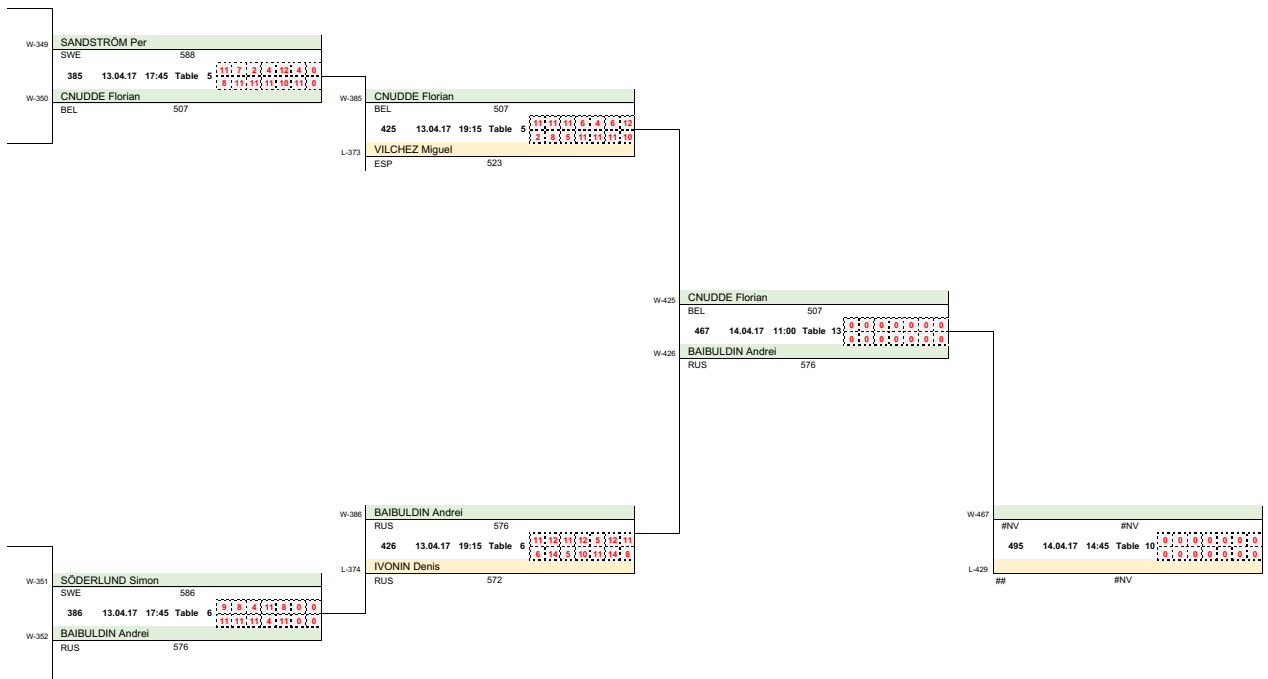 W-349 SANDSTRÖM Per
SWE 588
385 13.04.17 17:45 Table 5 11 7 2 4 12 4 0
8 11 11 11 10 11 0
W-350 CNUDDE Florian
BEL 507
W-385 CNUDDE Florian
BEL 507
425 13.04.17 19:15 Table 5 11 11 11 6 4 6 12
2 8 5 11 11 11 10
L-373 VILCHEZ Miguel
ESP 523
W-425 CNUDDE Florian
BEL 507
467 14.04.17 11:00 Table 13 0 0 0 0 0 0 0
0 0 0 0 0 0 0
W-426 BAIBULDIN Andrei
RUS 576
W-386 BAIBULDIN Andrei
RUS 576
426 13.04.17 19:15 Table 6 11 12 11 12 5 12 11
6 14 5 10 11 14 8
L-374 IVONIN Denis
RUS 572
W-467
#NV #NV
495 14.04.17 14:45 Table 10 0 0 0 0 0 0 0
0 0 0 0 0 0 0
L-429
## #NV
W-351 SÖDERLUND Simon
SWE 586
386 13.04.17 17:45 Table 6 9 8 4 11 8 0 0
11 11 11 4 11 0 0
W-352 BAIBULDIN Andrei
RUS 576